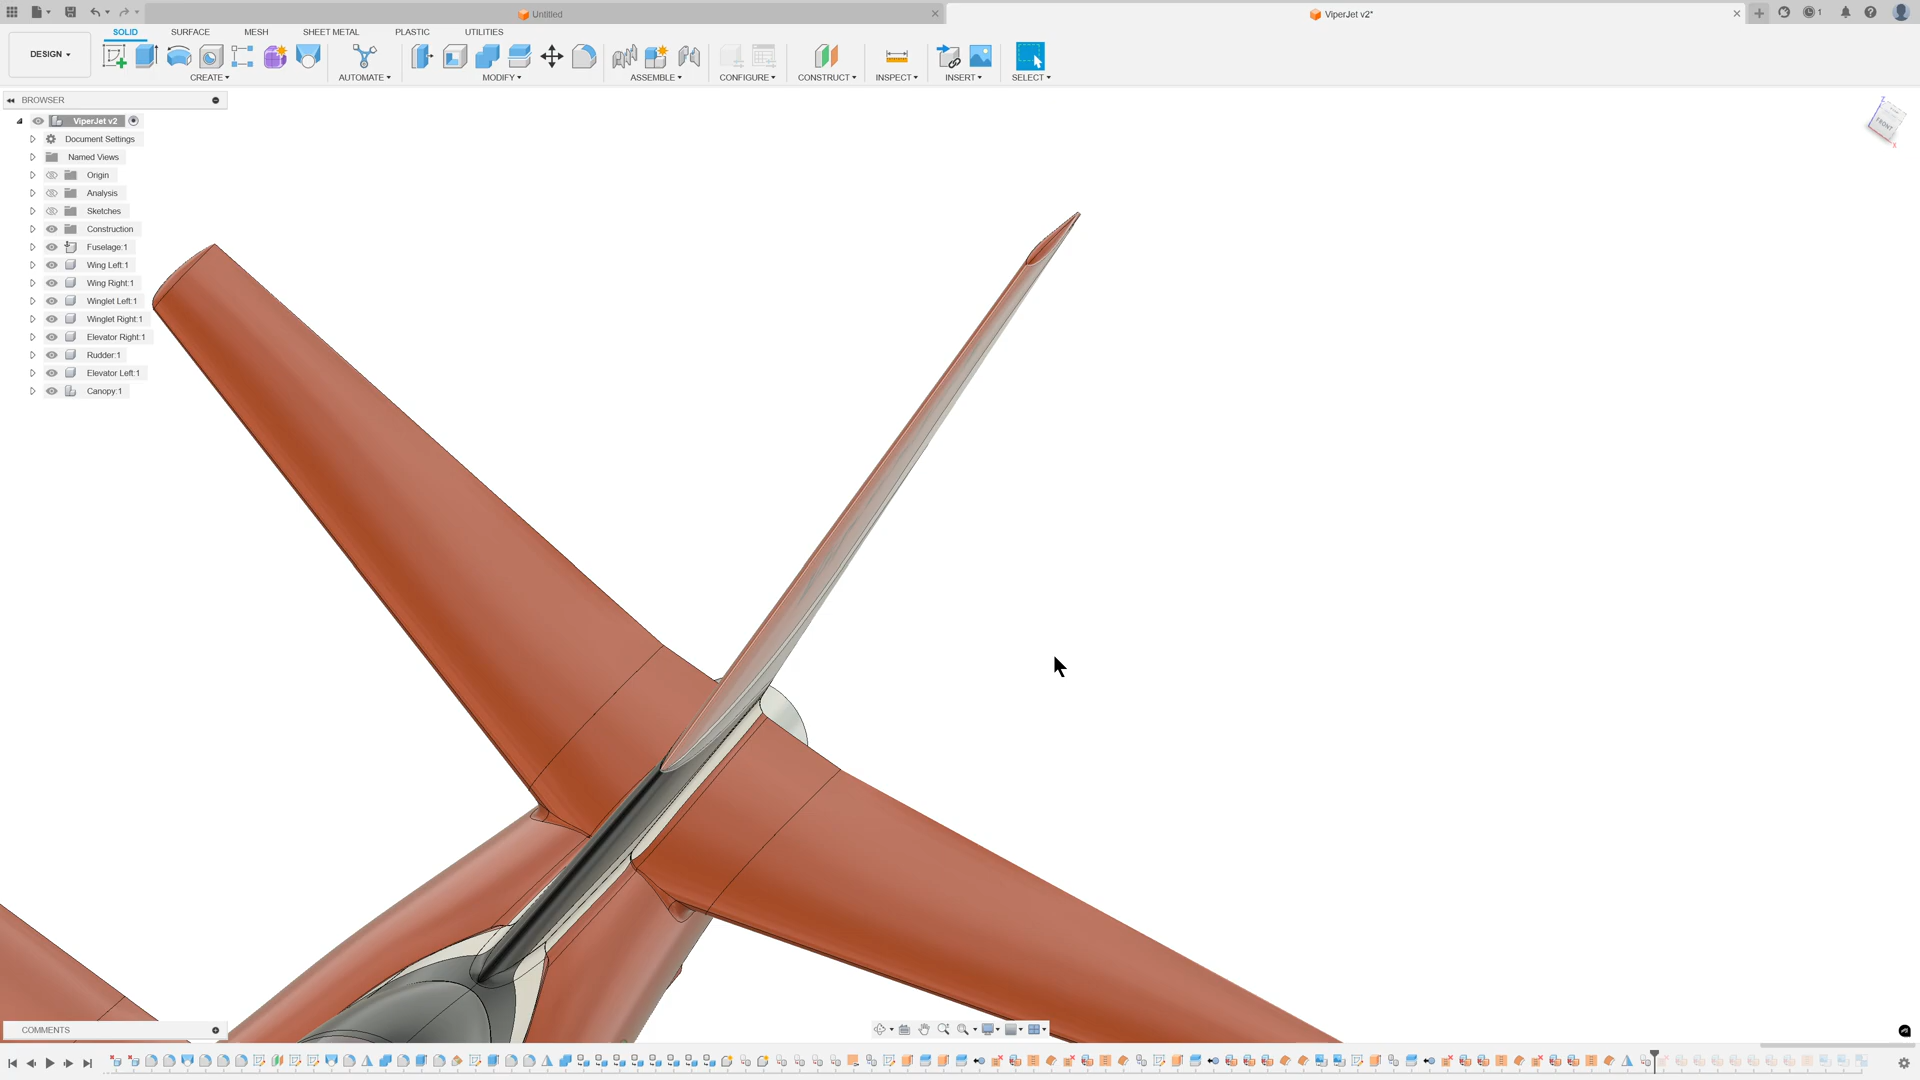 Untitled
ViperJet v2*
1
DESIGN
SOLID
SURFACE
MESH
SHEET METAL
PLASTIC
UTILITIES
CREATE
AUTOMATE
MODIFY
ASSEMBLE
CONFIGURE
CONSTRUCT
INSPECT
INSERT
SELECT
BROWSER
ViperJet v2
Document Settings
Named Views
Origin
Analysis
Sketches
Construction
Fuselage:1
Wing Left:1
Wing Right:1
Winglet Left:1
Winglet Right:1
Elevator Right:1
Rudder:1
Elevator Left:1
Canopy:1
Z
FRONT
X
COMMENTS